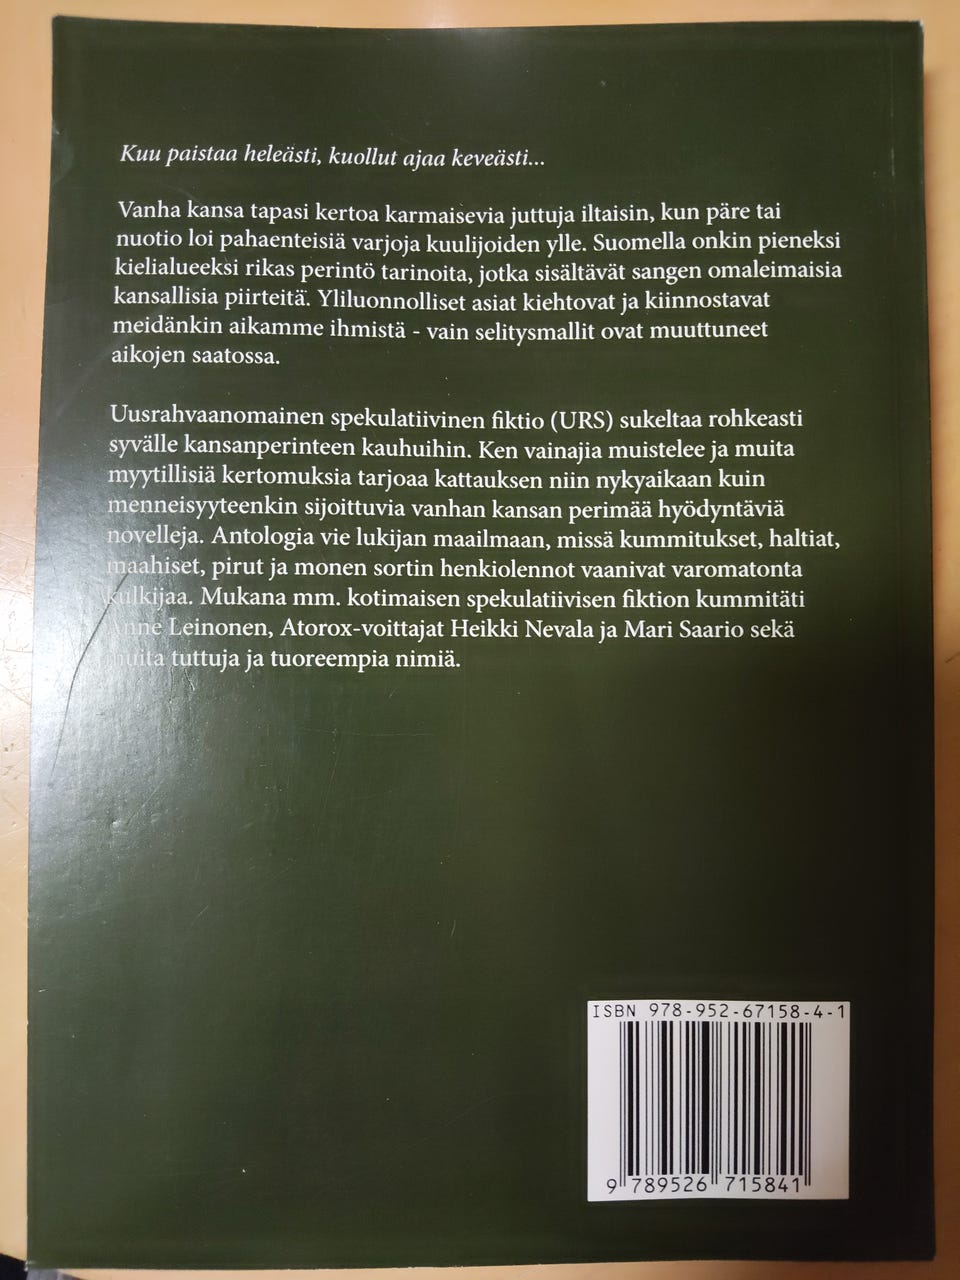 Kuu paistaa heleästi, kuollut ajaa keveästi...
Vanha kansa tapasi kertoa karmaisevia juttuja iltaisin, kun päre tai
nuotio loi pahaenteisiä varjoja kuulijoiden ylle. Suomella onkin pieneksi
kielialueeksi rikas perintö tarinoita, jotka sisältävät sangen omaleimaisia
kansallisia piirteitä. Yliluonnolliset asiat kiehtovat ja kiinnostavat
meidänkin aikamme ihmistä - vain selitysmallit ovat muuttuneet
aikojen saatossa.
Uusrahvaanomainen spekulatiivinen fiktio (URS) sukeltaa rohkeasti
syvälle kansanperinteen kauhuihin. Ken vainajia muistelee ja muita
myytillisiä kertomuksia tarjoaa kattauksen niin nykyaikaan kuin
menneisyyteenkin sijoittuvia vanhan kansan perimää hyödyntäviä
novelleja. Antologia vie lukijan maailmaan, missä kummitukset, haltiat,
maahiset, pirut ja monen sortin henkiolennot vaanivat varomatonta
kulkijaa. Mukana mm. kotimaisen spekulatiivisen fiktion kummitäti
Anne Leinonen, Atorox-voittajat Heikki Nevala ja Mari Saario sekä
muita tuttuja ja tuoreempia nimiä.
ISBN 978-952-67158-4-1
9 789526 715841